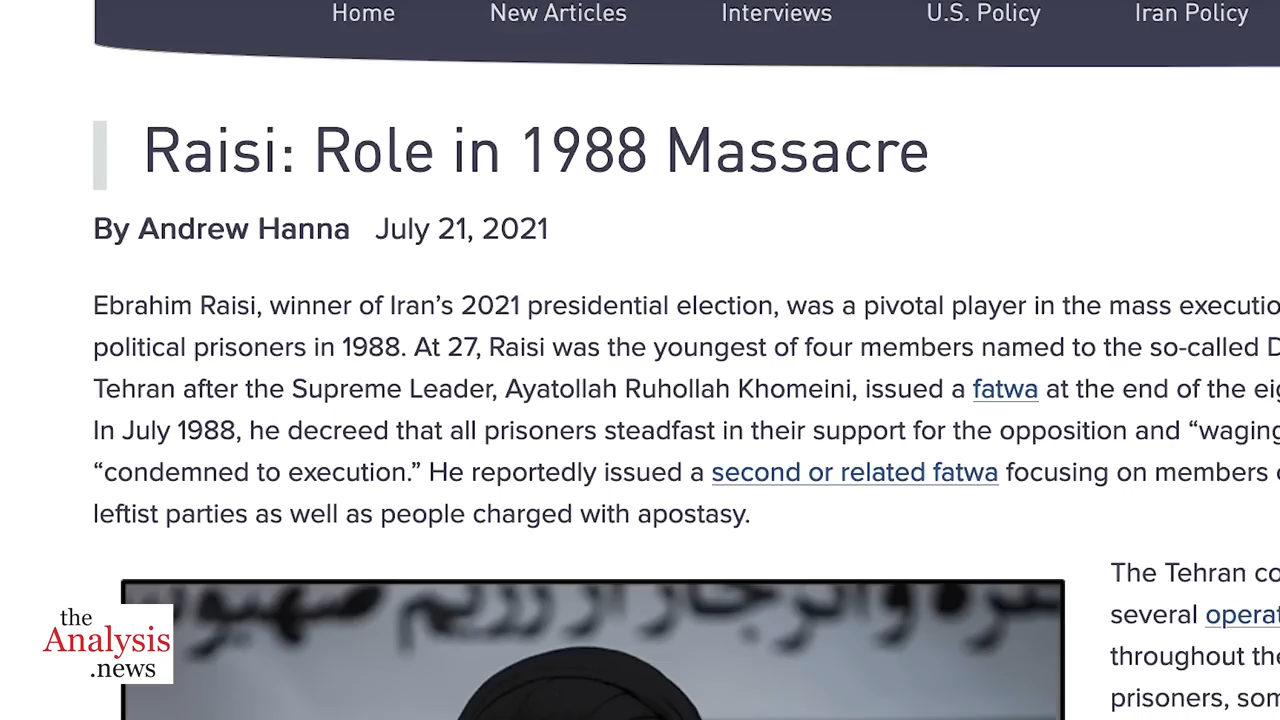 Home New Articles Interviews U.S. Policy Iran Policy
Raisi: Role in 1988 Massacre
By Andrew Hanna July 21, 2021
Ebrahim Raisi, winner of Iran’s 2021 presidential election, was a pivotal player in the mass executio
political prisoners in 1988. At 27, Raisi was the youngest of four members named to the so-called D
Tehran after the Supreme Leader, Ayatollah Ruhollah Khomeini, issued a fatwa at the end of the eig
In July 1988, he decreed that all prisoners steadfast in their support for the opposition and “waging
“condemned to execution.” He reportedly issued a second or related fatwa focusing on members o
leftist parties as well as people charged with apostasy.
The Tehran co
several operat
throughout the
prisoners, som
the
Analysis
.news